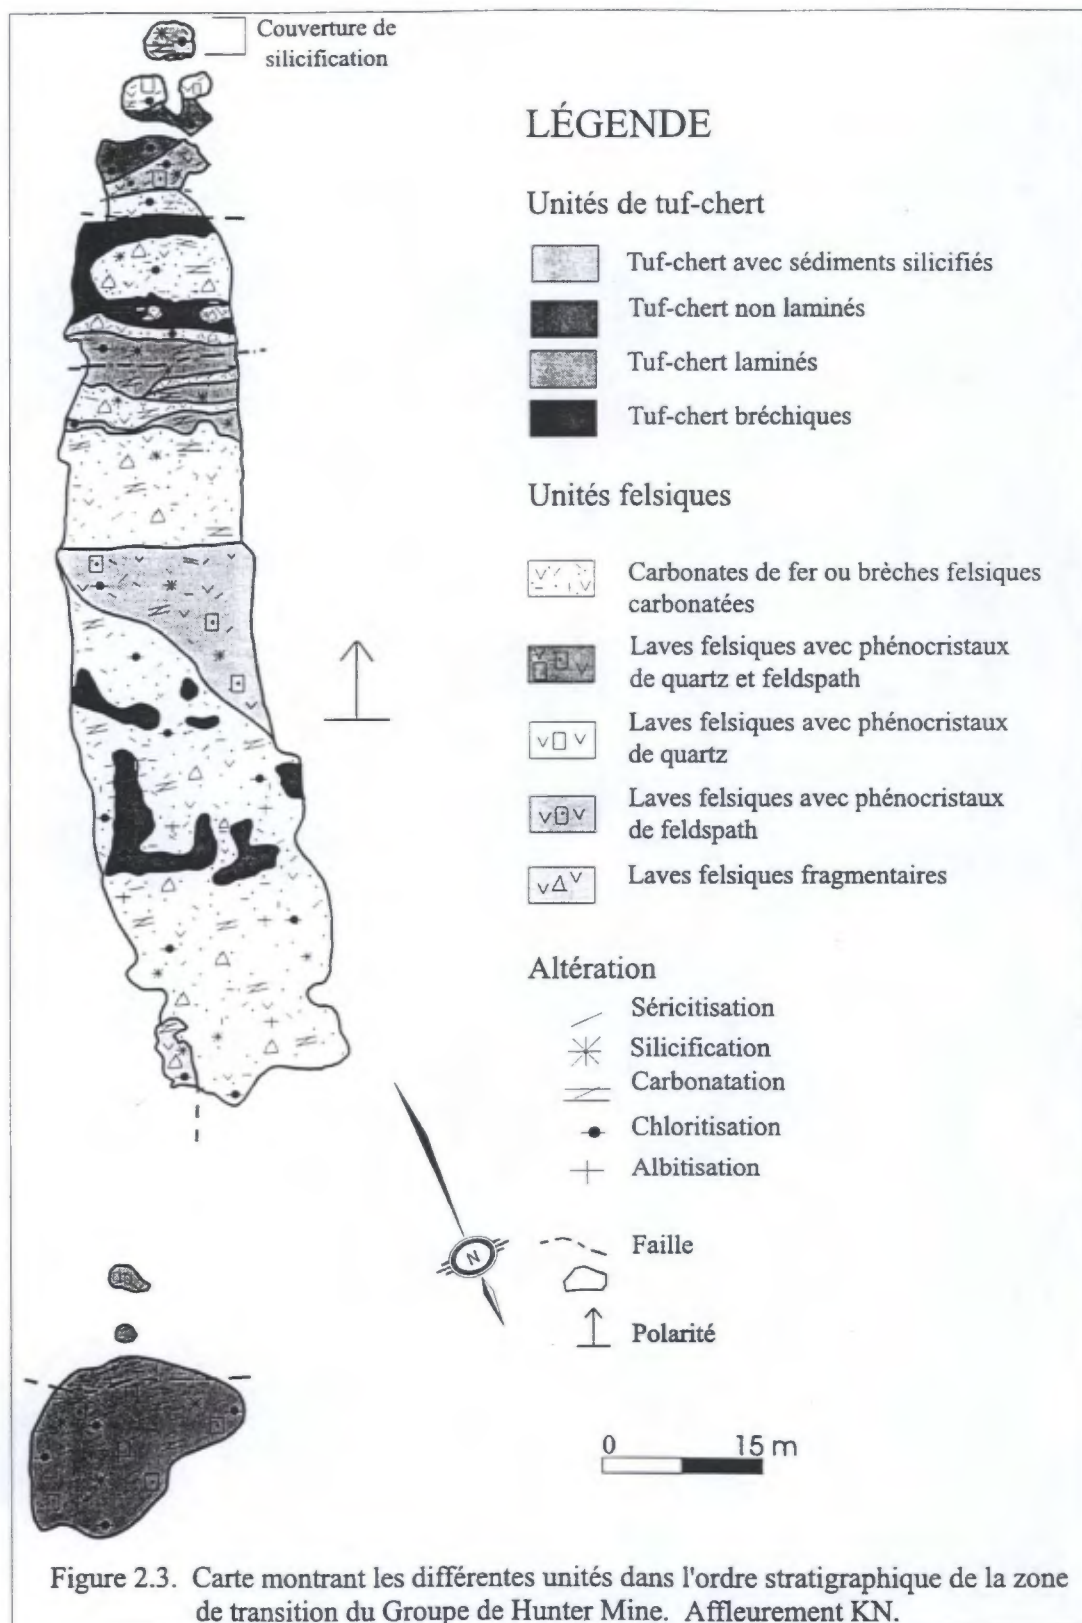 Couverture de
silicification
LÉGENDE
Unités de tuf-chert
Tuf-chert avec sédiments silicifiés
Tuf-chert non laminés
Tuf-chert laminés
Tuf-chert bréchiques
Unités felsiques
Carbonates de fer ou brèches felsiques
carbonatées
Laves felsiques avec phénocristaux
de quartz et feldspath
Laves felsiques avec phénocristaux
de quartz
Laves felsiques avec phénocristaux
de feldspath
Laves felsiques fragmentaires
Altération
Séricitisation
Silicification
Carbonatation
Chloritisation
Albitisation
N
Faille
Polarité
0 15 m
Figure 2.3. Carte montrant les différentes unités dans l'ordre stratigraphique de la zone
de transition du Groupe de Hunter Mine. Affleurement KN.